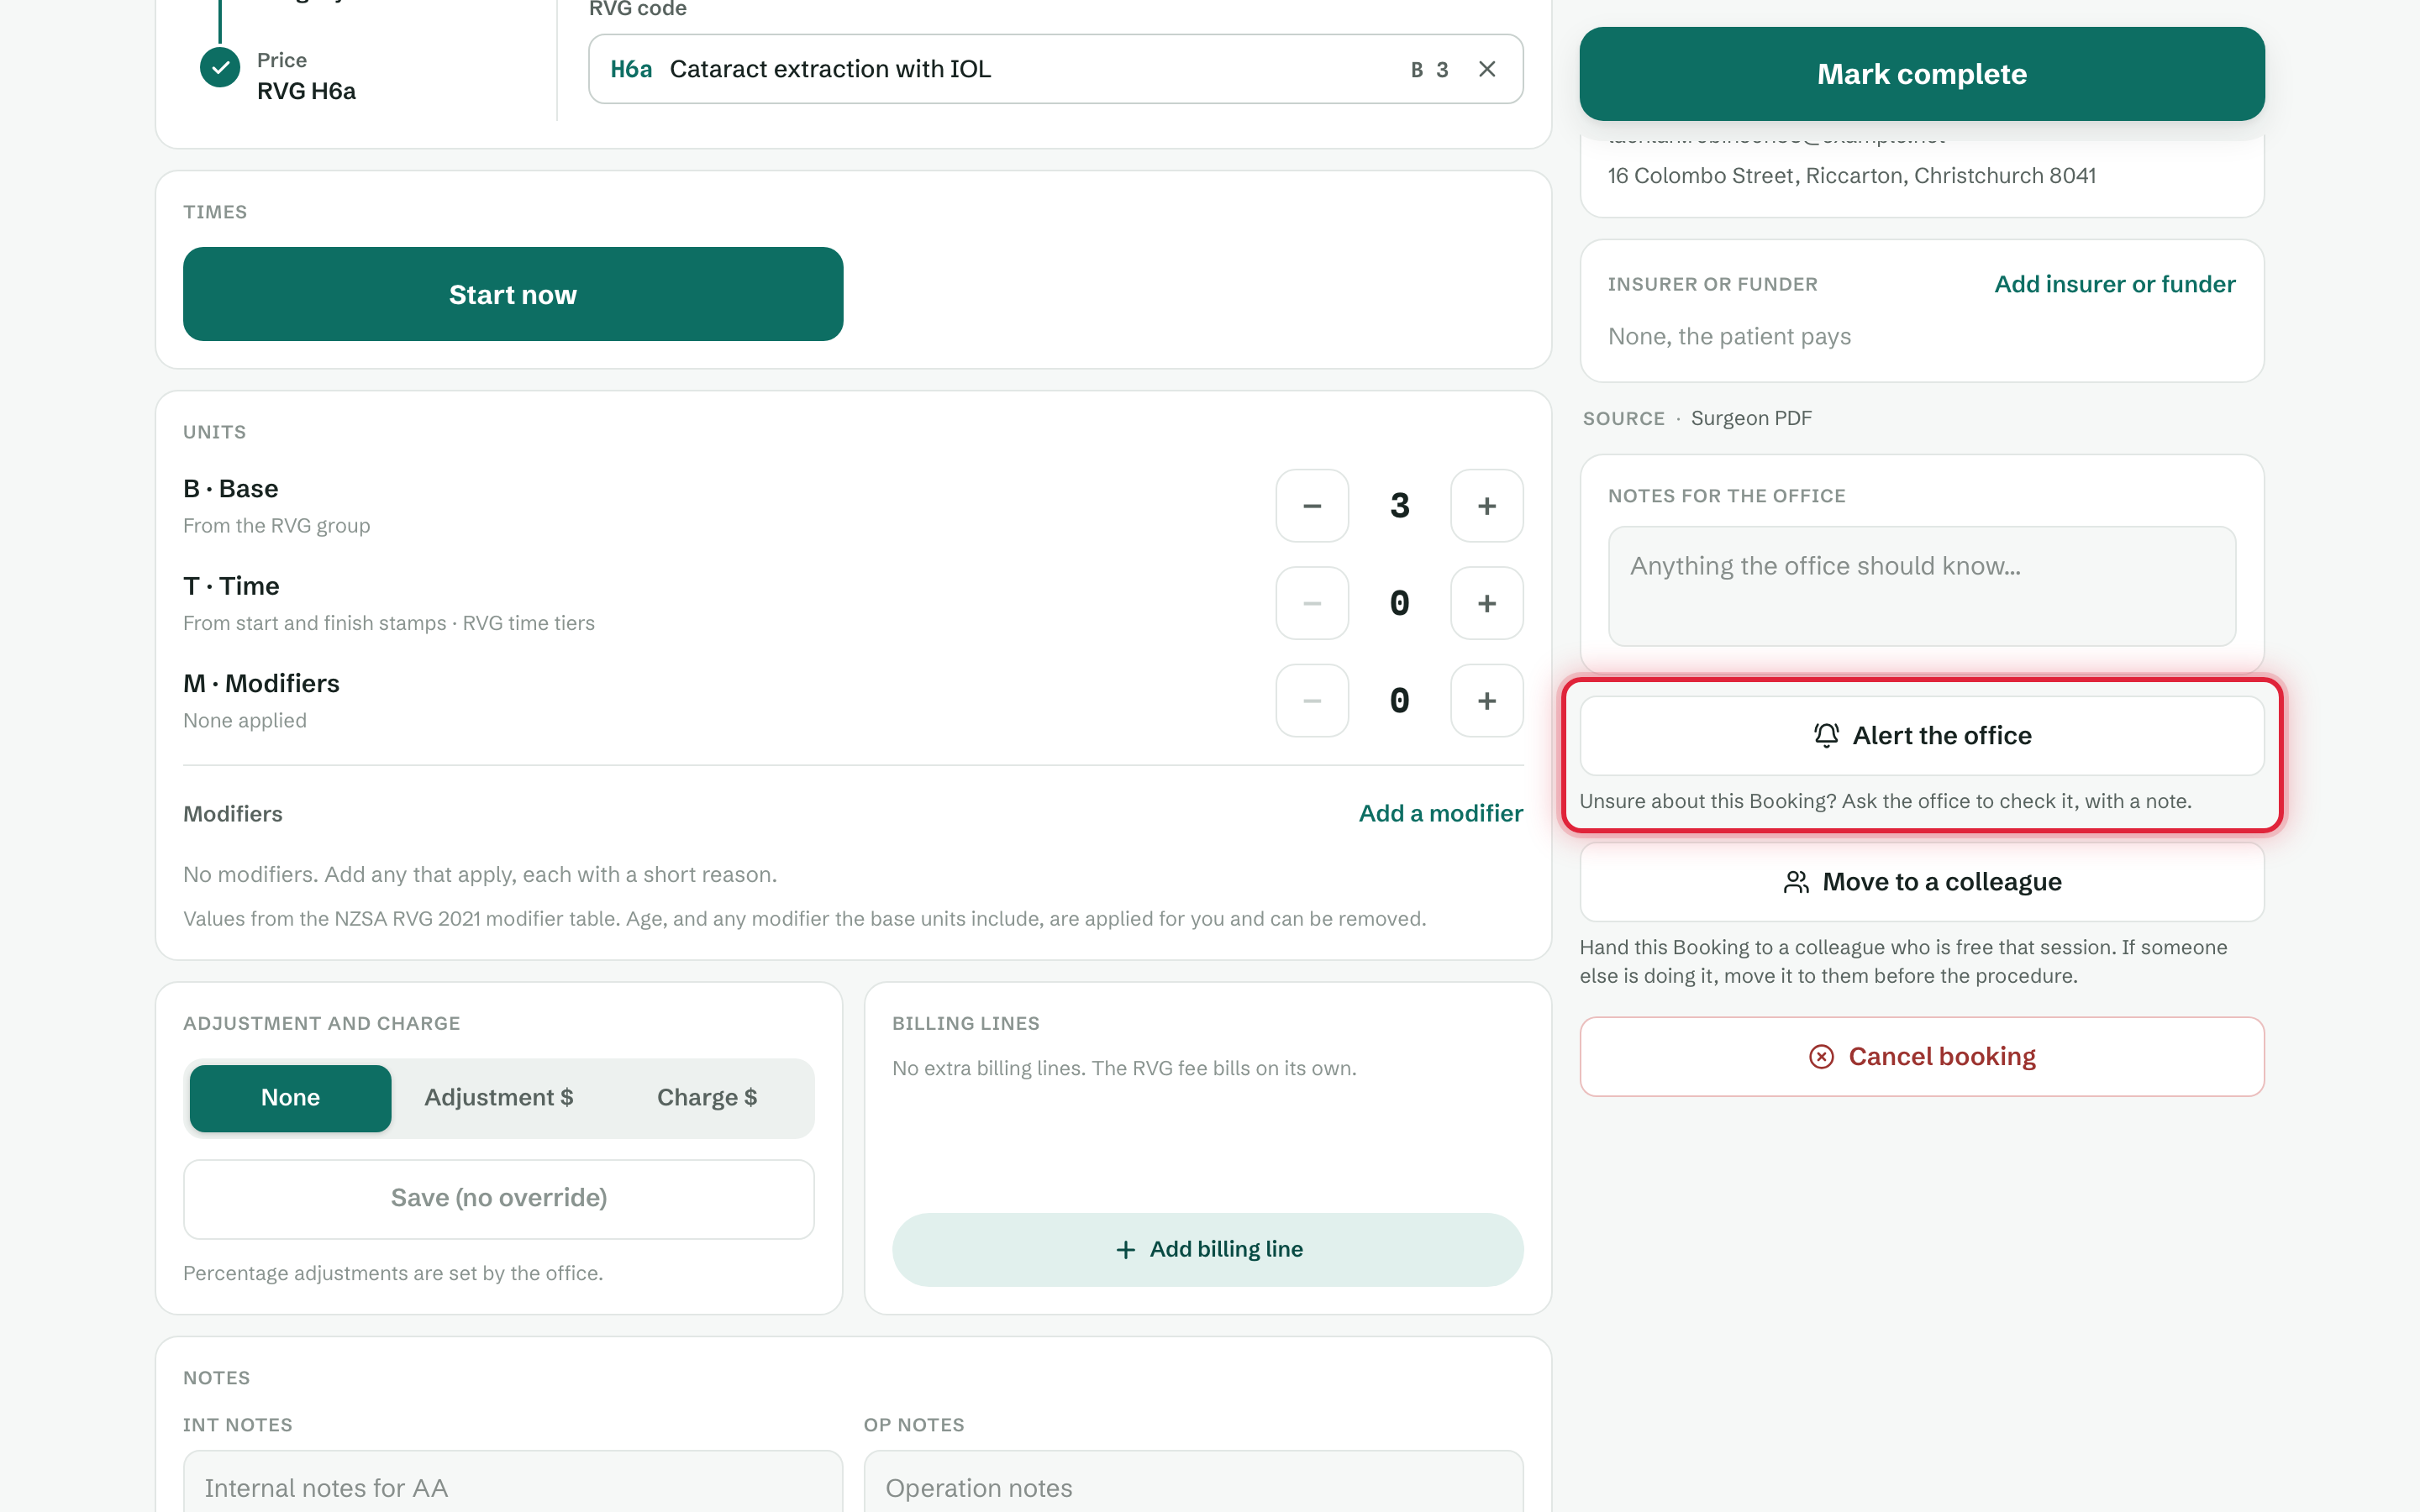 RVG code
Price
RVG H6a
H6a Cataract extraction with IOL B 3
TIMES
Start now
UNITS
B · Base
From the RVG group
3
T · Time
From start and finish stamps · RVG time tiers
0
M · Modifiers
None applied
0
Modifiers
Add a modifier
No modifiers. Add any that apply, each with a short reason.
Values from the NZSA RVG 2021 modifier table. Age, and any modifier the base units include, are applied for you and can be removed.
ADJUSTMENT AND CHARGE
None
Adjustment $
Charge $
Save (no override)
Percentage adjustments are set by the office.
BILLING LINES
No extra billing lines. The RVG fee bills on its own.
+ Add billing line
NOTES
INT NOTES
Internal notes for AA
OP NOTES
Operation notes
Mark complete
16 Colombo Street, Riccarton, Christchurch 8041
INSURER OR FUNDER
Add insurer or funder
None, the patient pays
SOURCE · Surgeon PDF
NOTES FOR THE OFFICE
Anything the office should know...
Alert the office
Unsure about this Booking? Ask the office to check it, with a note.
Move to a colleague
Hand this Booking to a colleague who is free that session. If someone
else is doing it, move it to them before the procedure.
Cancel booking